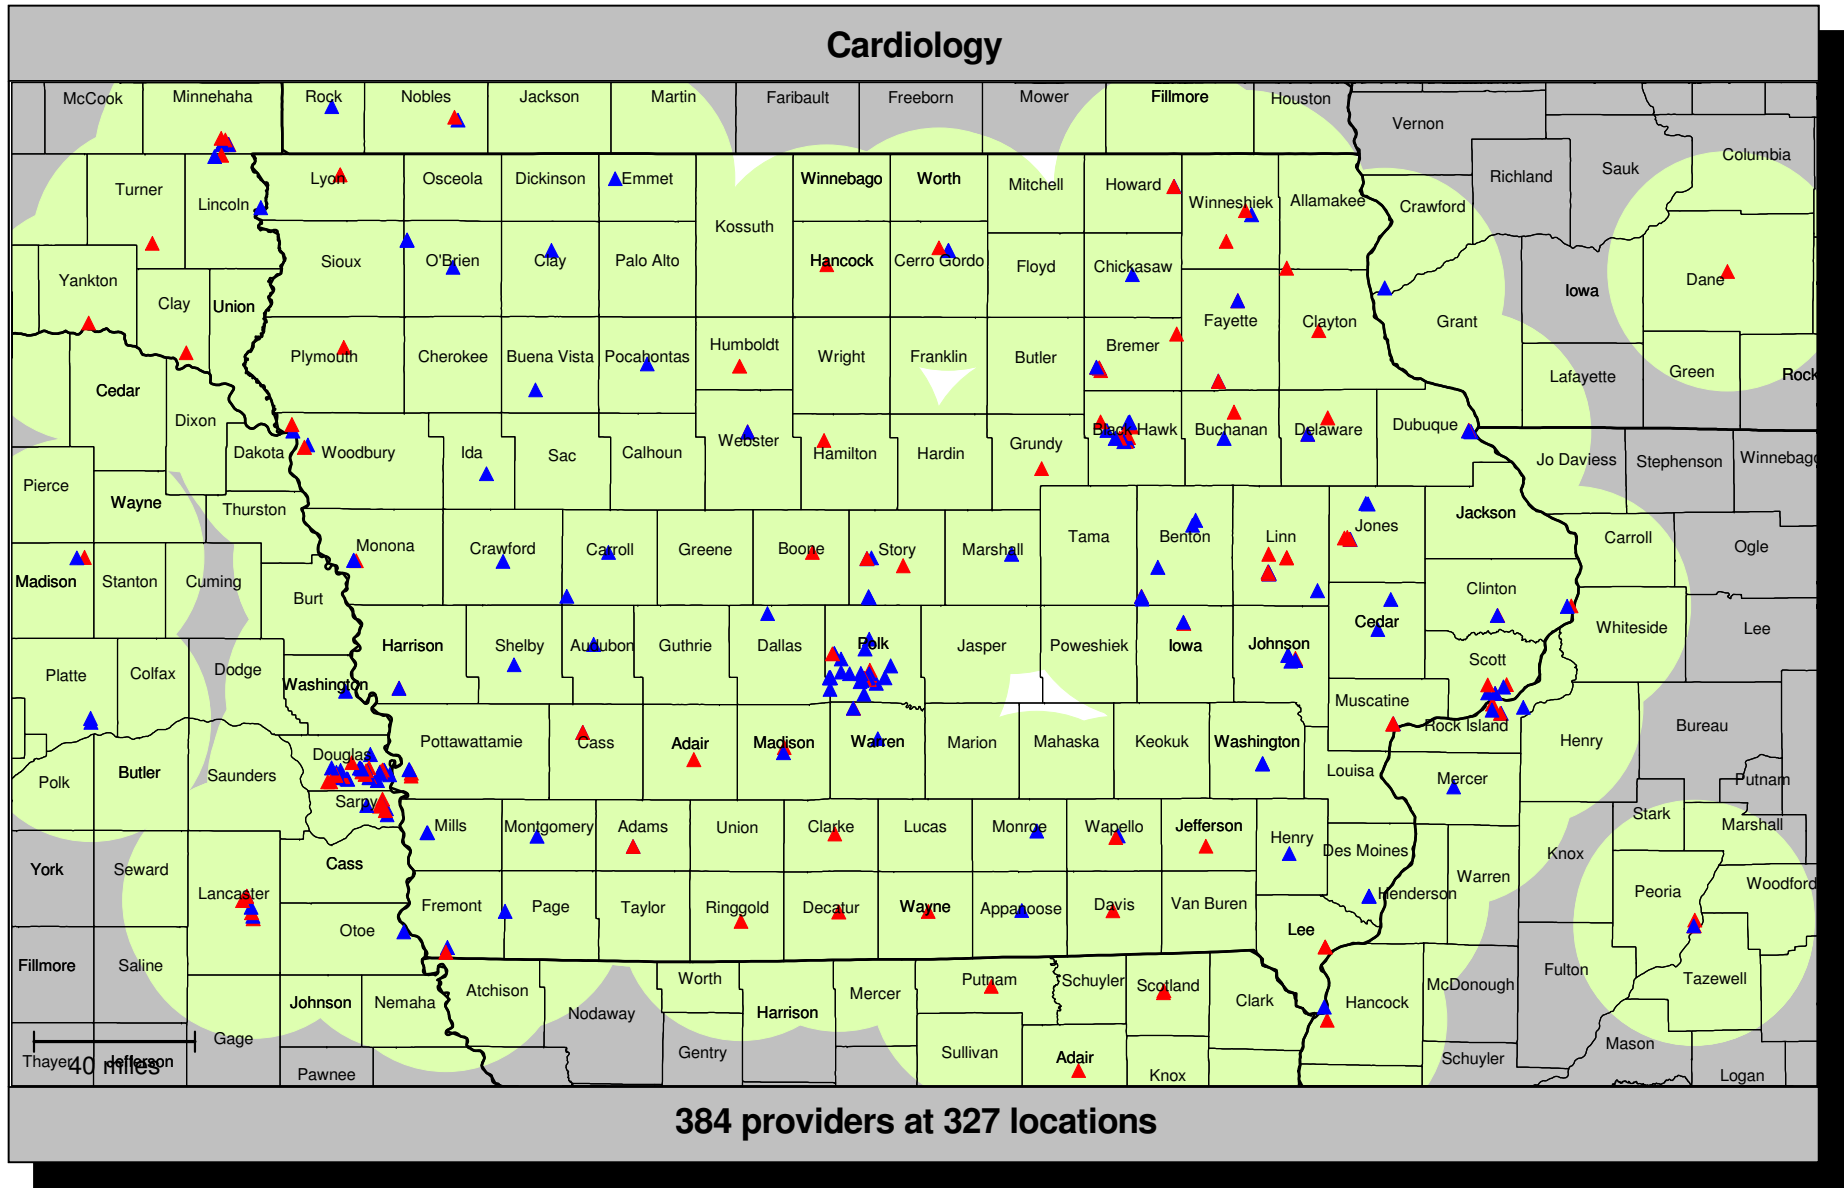 Cardiology
McCook Minnehaha Rock Nobles Jackson Martin Faribault Freeborn Mower Fillmore Houston
Vernon Columbia
Turner Lincoln Lyon Osceola Dickinson Emmet Winnebago Worth Mitchell Howard Winneshiek Allamakee Crawford Richland Sauk
Kossuth
Yankton Clay Union Sioux O'Brien Clay Palo Alto Hancock Cerro Gordo Floyd Chickasaw Iowa Dane
Fayette Clayton Grant
Cedar Plymouth Cherokee Buena Vista Pocahontas Humboldt Wright Franklin Butler Bremer Lafayette Green Rock
Dixon Dakota Woodbury Ida Sac Calhoun Webster Hamilton Hardin Grundy Black Hawk Buchanan Delaware Dubuque Jo Daviess Stephenson Winnebago
Pierce Wayne Thurston Jackson
Monona Crawford Carroll Greene Boone Story Marshall Tama Benton Linn Jones Carroll Ogle
Madison Stanton Cuming Burt Clinton
Harrison Shelby Audubon Guthrie Dallas Polk Jasper Poweshiek Iowa Johnson Cedar Whiteside Lee
Platte Colfax Dodge Washington Scott
Muscatine Rock Island Bureau
Polk Butler Saunders Douglas Pottawattamie Cass Adair Madison Warren Marion Mahaska Keokuk Washington Henry
Louisa Mercer Putnam
Sarpy Stark Marshall
Mills Montgomery Adams Union Clarke Lucas Monroe Wapello Jefferson Henry Des Moines Knox
York Seward Cass Warren
Lancaster Henderson Peoria Woodford
Otoe Fremont Page Taylor Ringgold Decatur Wayne Appanoose Davis Van Buren Lee
Fillmore Saline Johnson Nemaha Atchison Nodaway Worth Harrison Mercer Putnam Schuyler Scotland Clark Hancock McDonough Fulton Tazewell
Gage Gentry Sullivan Adair Schuyler Mason
Thayer Jefferson
40 miles
Pawnee Knox Logan
384 providers at 327 locations